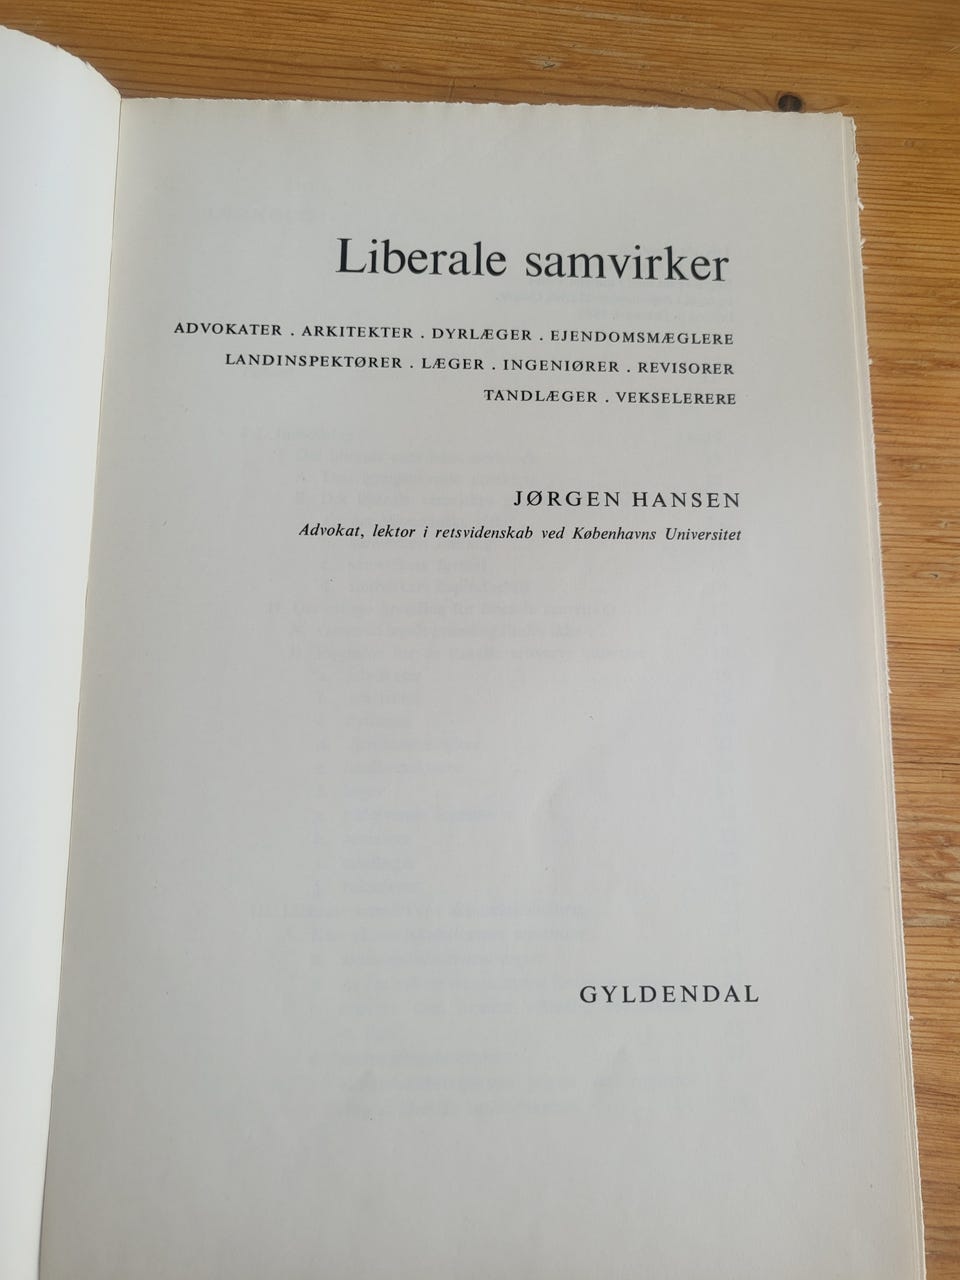 Liberale samvirker
ADVOKATER . ARKITEKTER . DYRLÆGER . EJENDOMSMÆGLERE
LANDINSPEKTØRER . LÆGER . INGENIØRER . REVISORER
TANDLÆGER . VEKSELERERE
JØRGEN HANSEN
Advokat, lektor i retsvidenskab ved Københavns Universitet
GYLDENDAL